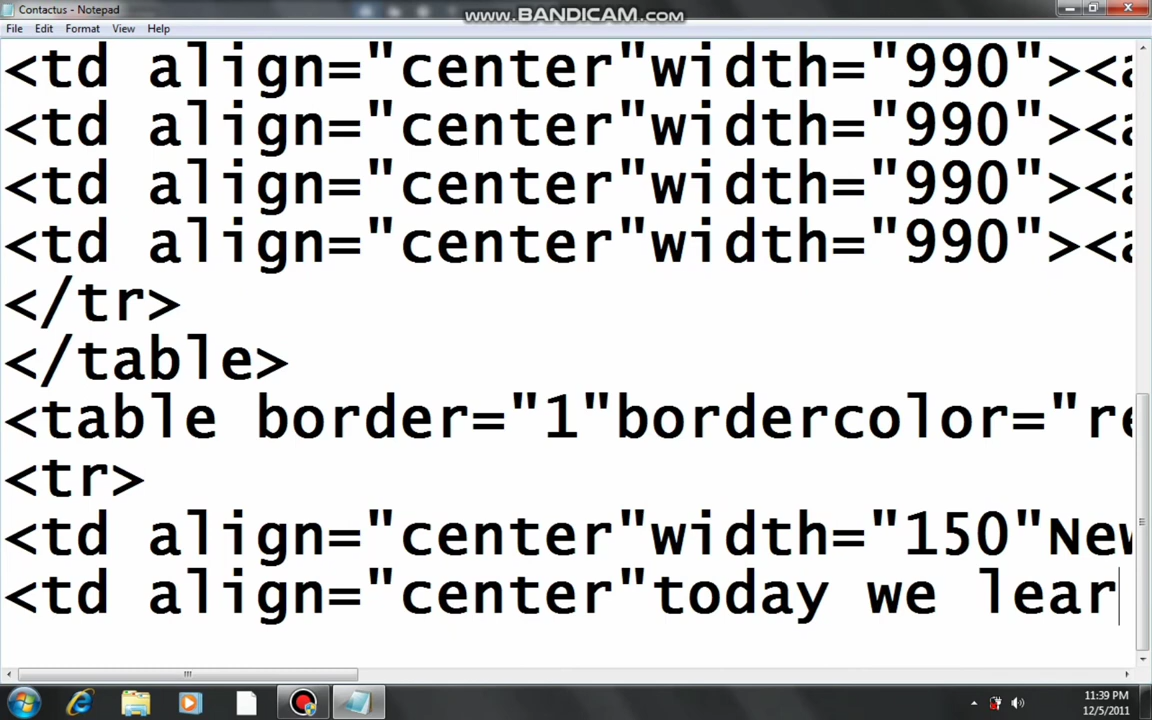 Contactus - Notepad
www.BANDICAM.com
File Edit Format View Help
<td align="center"width="990"><a
<td align="center"width="990"><a
<td align="center"width="990"><a
<td align="center"width="990"><a
</tr>
</table>
<table border="1"bordercolor="re
<tr>
<td align="center"width="150"New
<td align="center"today we lear
11:39 PM
12/5/2011